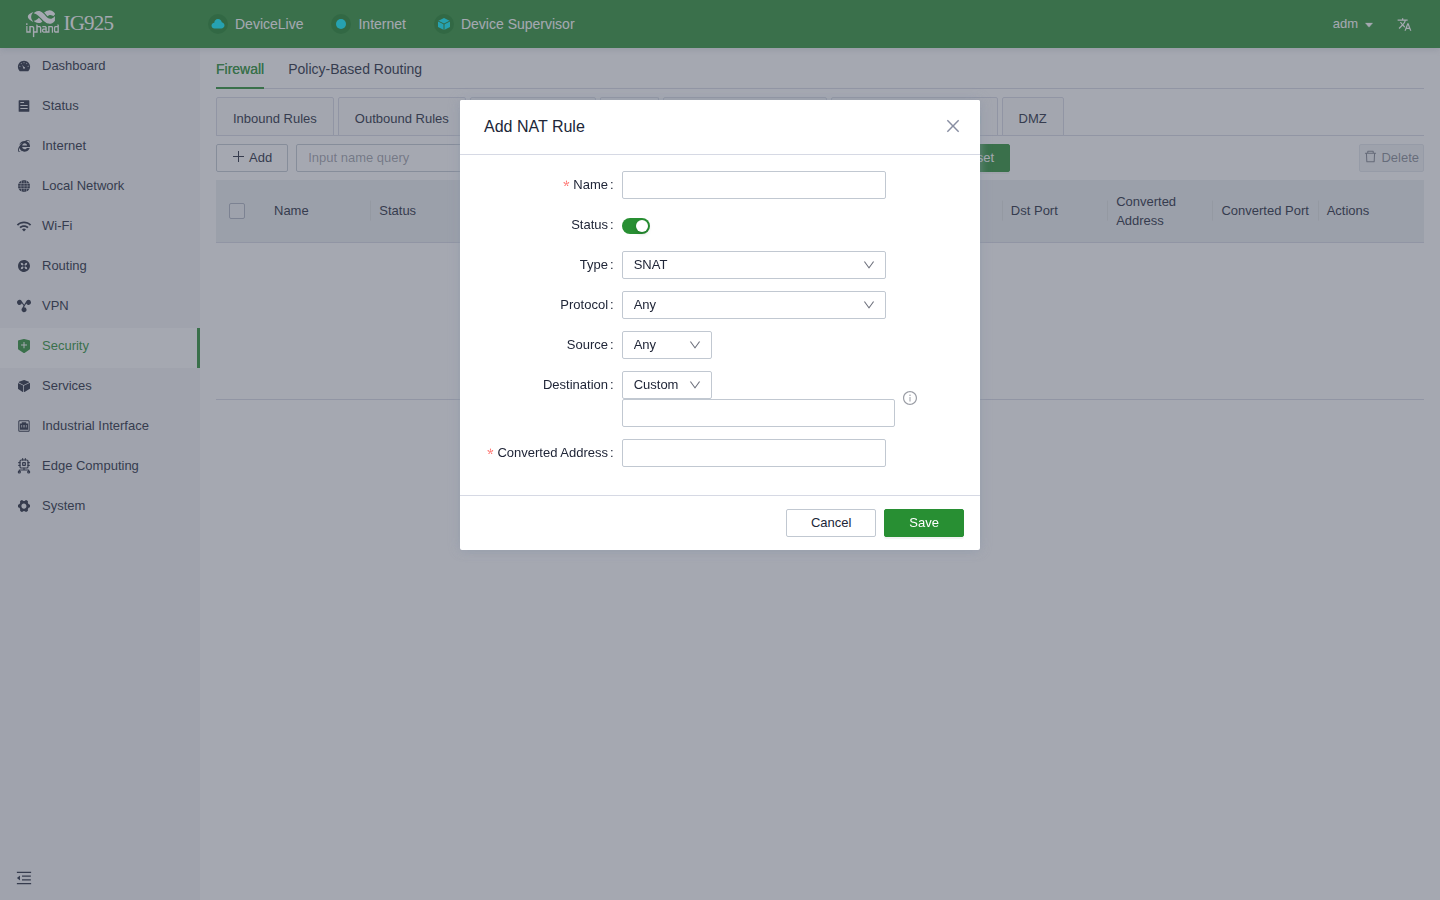 inhand IG925
DeviceLive
Internet
Device Supervisor
adm
Dashboard
Status
Internet
Local Network
Wi-Fi
Routing
VPN
Security
Services
Industrial Interface
Edge Computing
System
Firewall
Policy-Based Routing
Inbound Rules
Outbound Rules
DMZ
Add
Input name query
set
Delete
Name
Status
Dst Port
Converted Address
Converted Port
Actions
Add NAT Rule
* Name :
Status :
Type : SNAT
Protocol : Any
Source : Any
Destination : Custom
* Converted Address :
Cancel
Save